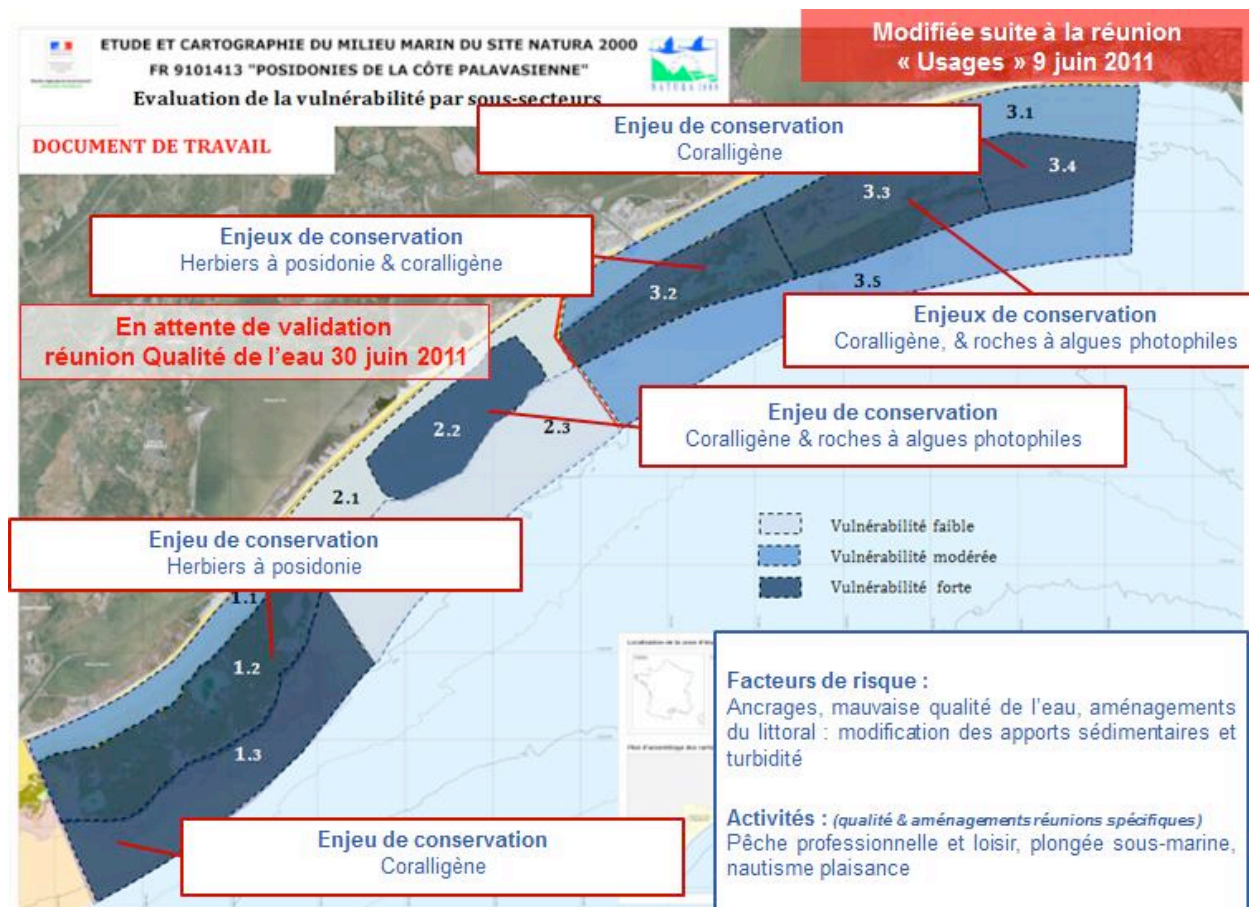 ETUDE ET CARTOGRAPHIE DU MILIEU MARIN DU SITE NATURA 2000
FR 9101413 "POSIDONIES DE LA CÔTE PALAVASIENNE"
Evaluation de la vulnérabilité par sous-secteurs
NATURA 2000
Modifiée suite à la réunion
« Usages » 9 juin 2011
DOCUMENT DE TRAVAIL
Enjeu de conservation
Coralligène
3.1
3.4
3.3
Enjeux de conservation
Herbiers à posidonie & coralligène
3.2
3.5
En attente de validation
réunion Qualité de l'eau 30 juin 2011
Enjeux de conservation
Coralligène, & roches à algues photophiles
2.2
2.3
Enjeu de conservation
Coralligène & roches à algues photophiles
2.1
Enjeu de conservation
Herbiers à posidonie
Vulnérabilité faible
Vulnérabilité modérée
Vulnérabilité forte
1.1
1.2
1.3
Facteurs de risque :
Ancrages, mauvaise qualité de l'eau, aménagements
du littoral : modification des apports sédimentaires et
turbidité
Activités : (qualité & aménagements réunions spécifiques)
Pêche professionnelle et loisir, plongée sous-marine,
nautisme plaisance
Enjeu de conservation
Coralligène